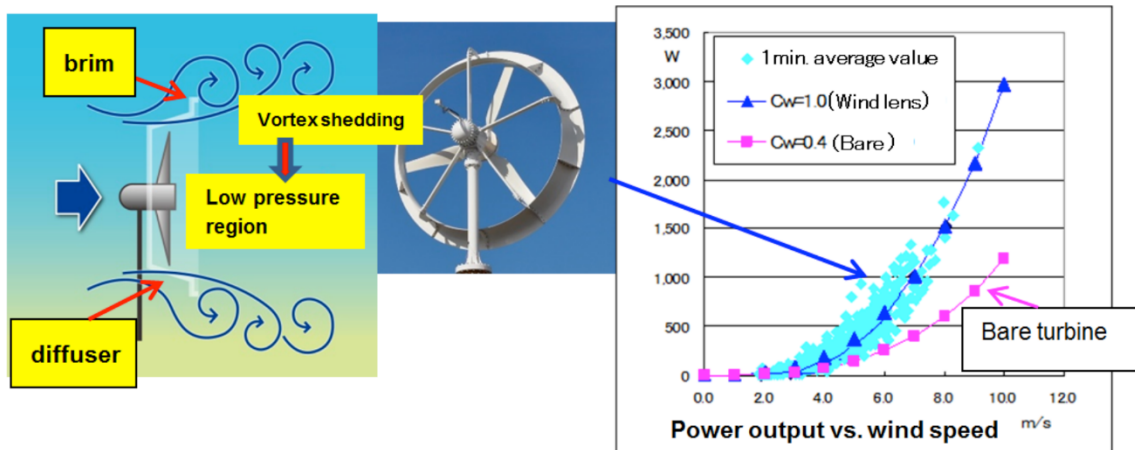 brim
Vortex shedding
Low pressure
region
diffuser
3,500
W
3,000
2,500
2,000
1,500
1,000
500
0
1min. average value
Cw=1.0(Wind lens)
Cw=0.4 (Bare)
Bare turbine
0.0 2.0 4.0 6.0 8.0 10.0 12.0
m/s
Power output vs. wind speed